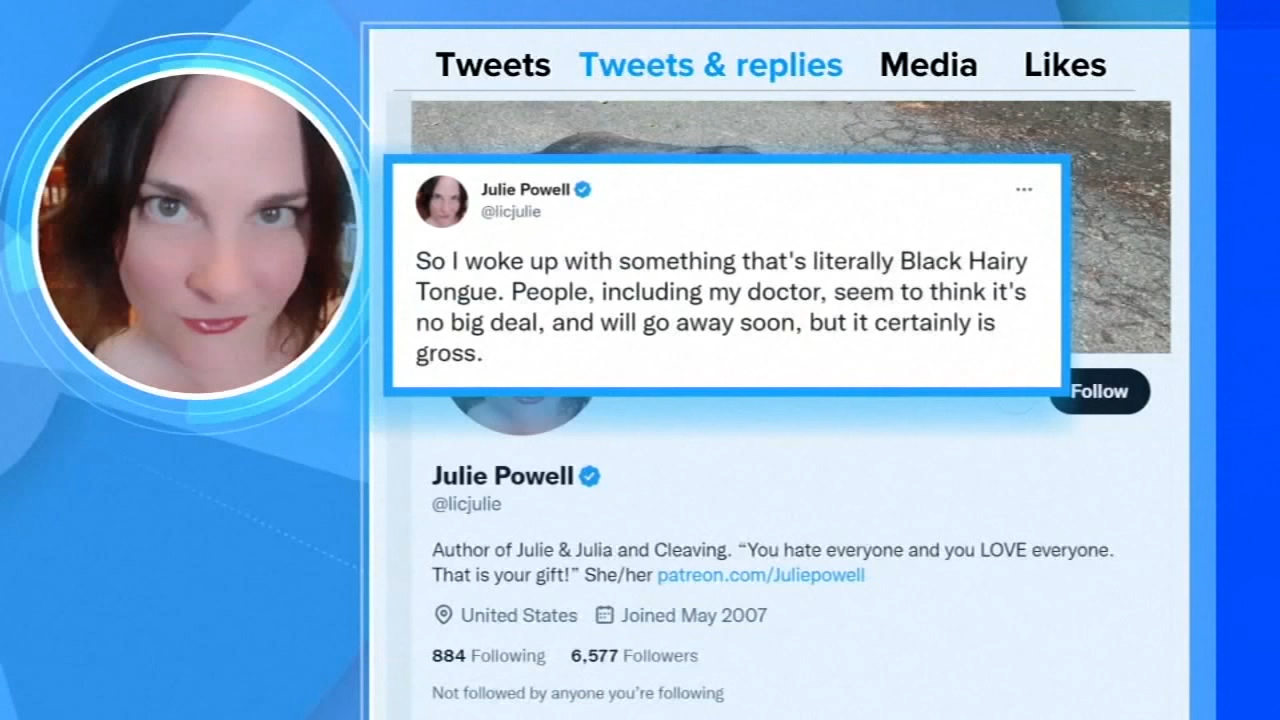 Tweets Tweets & replies Media Likes
Julie Powell
@licjulie
So I woke up with something that's literally Black Hairy
Tongue. People, including my doctor, seem to think it's
no big deal, and will go away soon, but it certainly is
gross.
Follow
Julie Powell
@licjulie
Author of Julie & Julia and Cleaving. “You hate everyone and you LOVE everyone.
That is your gift!” She/her patreon.com/Juliepowell
United States Joined May 2007
884 Following 6,577 Followers
Not followed by anyone you’re following